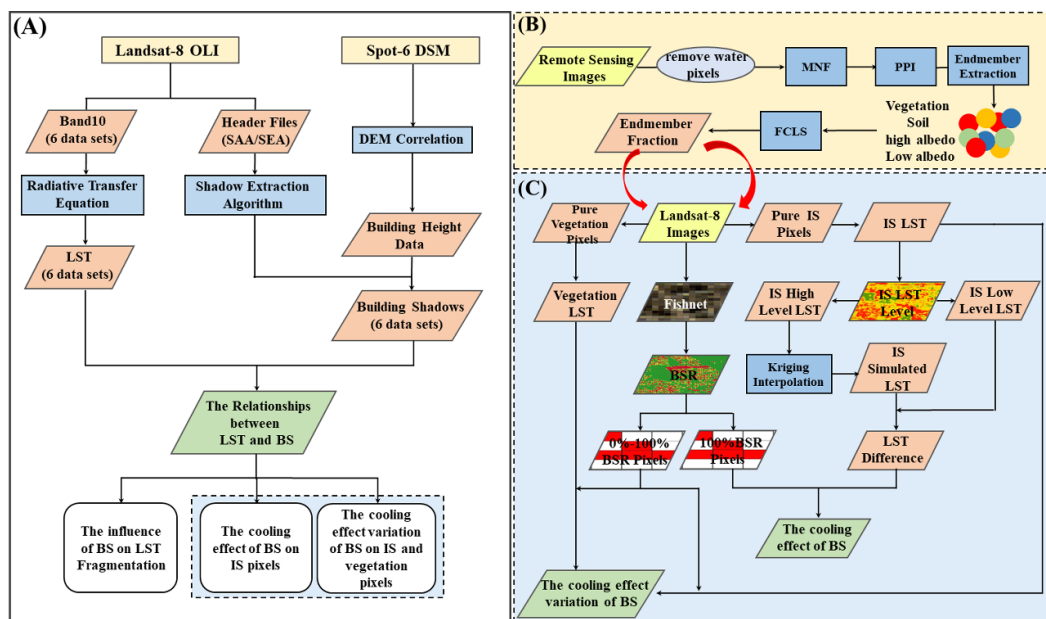 (A)
Landsat-8 OLI
Spot-6 DSM
Band10
(6 data sets)
Header Files
(SAA/SEA)
DEM Correlation
Radiative Transfer
Equation
Shadow Extraction
Algorithm
Building Height
Data
LST
(6 data sets)
Building Shadows
(6 data sets)
The Relationships
between
LST and BS
The influence
of BS on LST
Fragmentation
The cooling
effect of BS on
IS pixels
The cooling
effect variation
of BS on IS and
vegetation
pixels
(B)
Remote Sensing
Images
remove water
pixels
MNF
PPI
Endmember
Extraction
Endmember
Fraction
FCLS
Vegetation
Soil
high albedo
Low albedo
(C)
Pure
Vegetation
Pixels
Landsat-8
Images
Pure IS
Pixels
IS LST
Vegetation
LST
Fishnet
IS High
Level LST
IS LST
Level
IS Low
Level LST
BSR
Kriging
Interpolation
IS
Simulated
LST
0%-100%
BSR Pixels
100%BSR
Pixels
LST
Difference
The cooling
effect of BS
The cooling effect
variation of BS